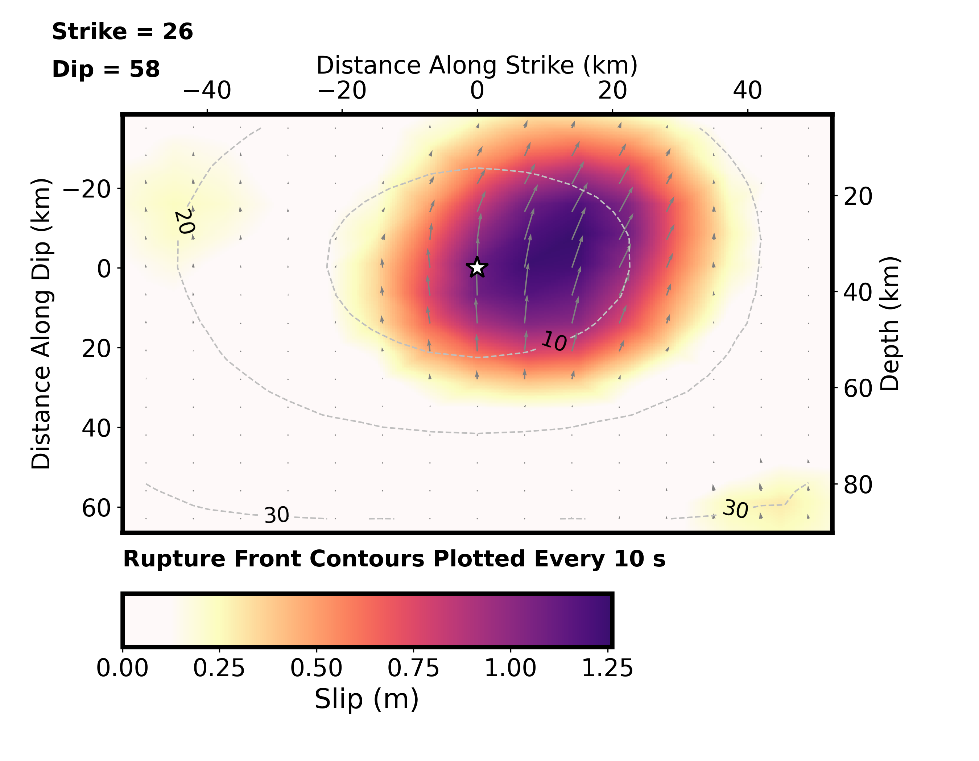 Strike = 26
Dip = 58
Distance Along Strike (km)
−40 −20 0 20 40
Distance Along Dip (km)
−20
0
20
40
60
20
40
60
80
Depth (km)
20
10
30
30
Rupture Front Contours Plotted Every 10 s
0.00 0.25 0.50 0.75 1.00 1.25
Slip (m)